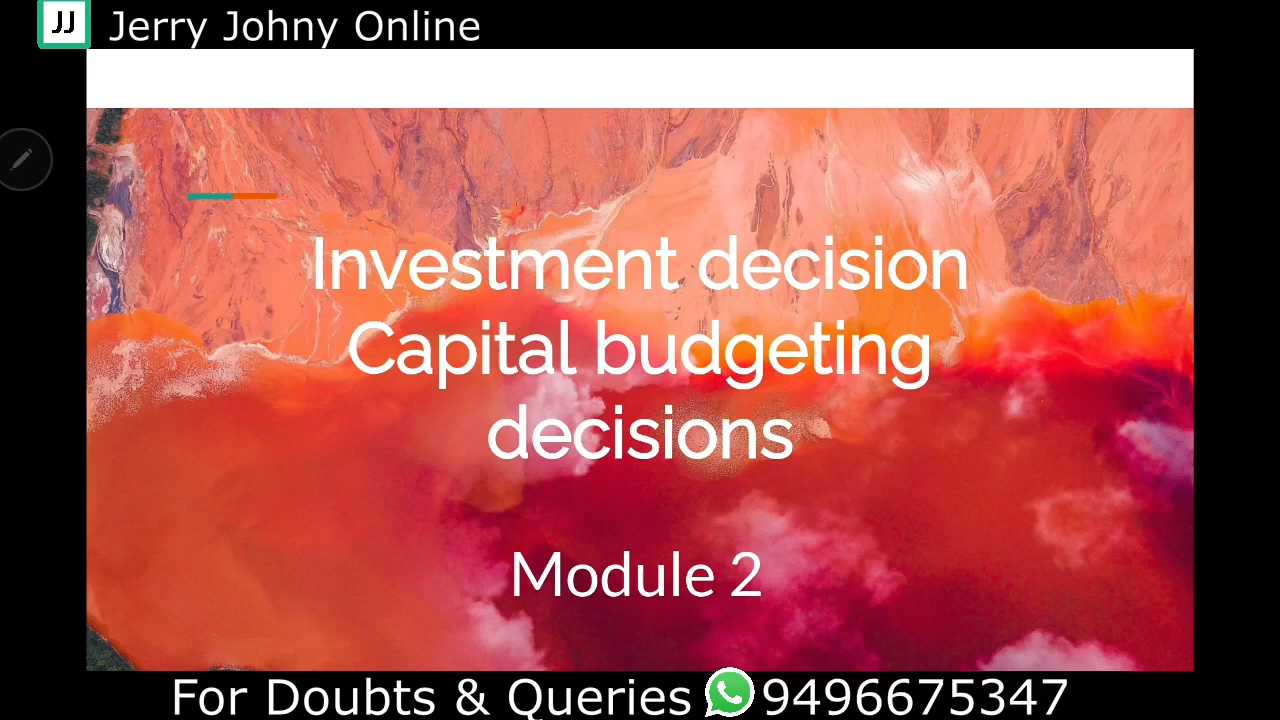 JJ Jerry Johny Online
Investment decision
Capital budgeting
decisions
Module 2
For Doubts & Queries 9496675347